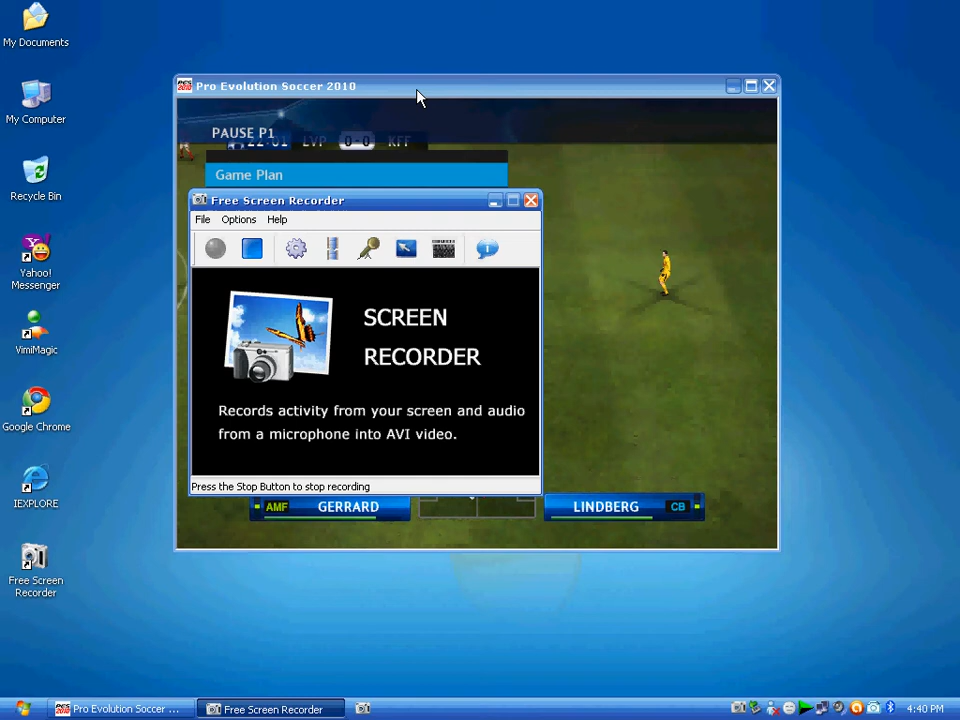 My Documents
My Computer
Recycle Bin
Yahoo!
Messenger
VimiMagic
Google Chrome
IEXPLORE
Free Screen
Recorder
Pro Evolution Soccer 2010
PAUSE P1
22:01 LVP 0-0 KFF
Game Plan
Free Screen Recorder
File Options Help
SCREEN
RECORDER
Records activity from your screen and audio
from a microphone into AVI video.
Press the Stop Button to stop recording
AMF GERRARD
LINDBERG CB
Pro Evolution Soccer ...
Free Screen Recorder
4:40 PM